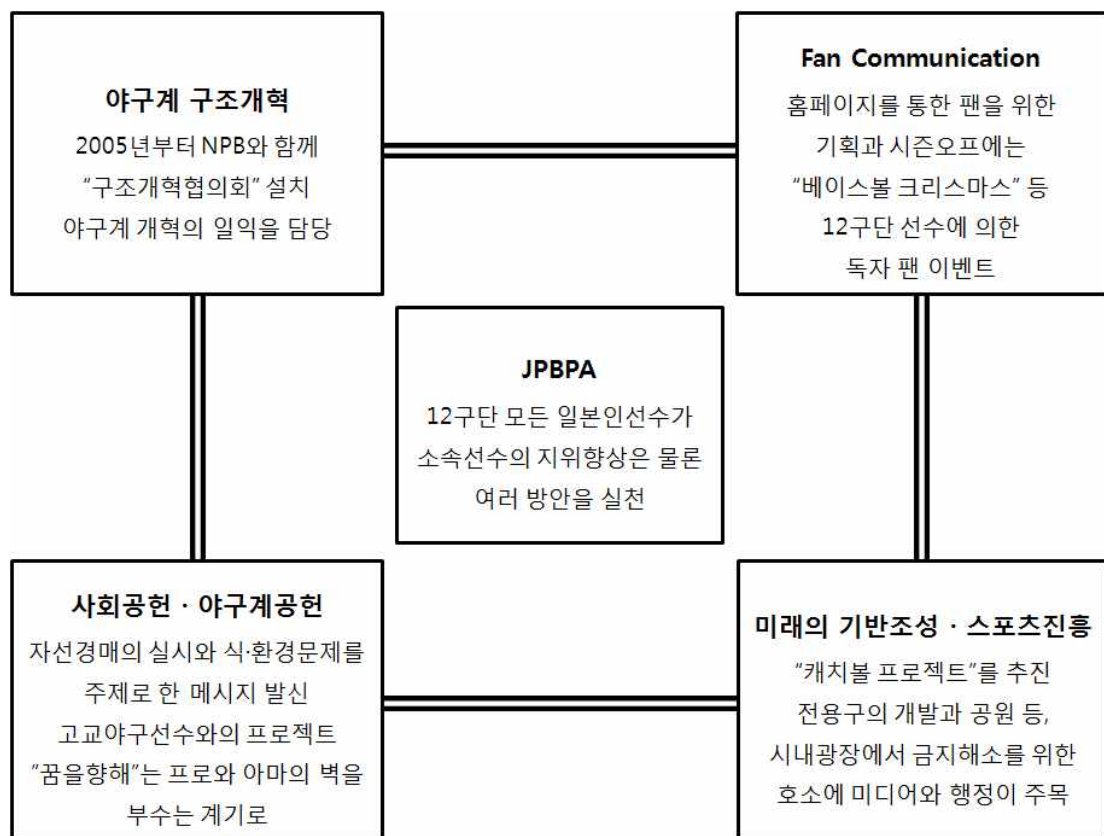 야구계 구조개혁
2005년부터 NPB와 함께
“구조개혁협의회” 설치
야구계 개혁의 일익을 담당
Fan Communication
홈페이지를 통한 팬을 위한
기획과 시즌오프에는
“베이스볼 크리스마스” 등
12구단 선수에 의한
독자 팬 이벤트
JPBPA
12구단 모든 일본인선수가
소속선수의 지위향상은 물론
여러 방안을 실천
사회공헌 · 야구계공헌
자선경매의 실시와 식·환경문제를
주제로 한 메시지 발신
고교야구선수와의 프로젝트
”꿈을향해”는 프로와 아마의 벽을
부수는 계기로
미래의 기반조성 · 스포츠진흥
“캐치볼 프로젝트”를 추진
전용구의 개발과 공원 등,
시내광장에서 금지해소를 위한
호소에 미디어와 행정이 주목